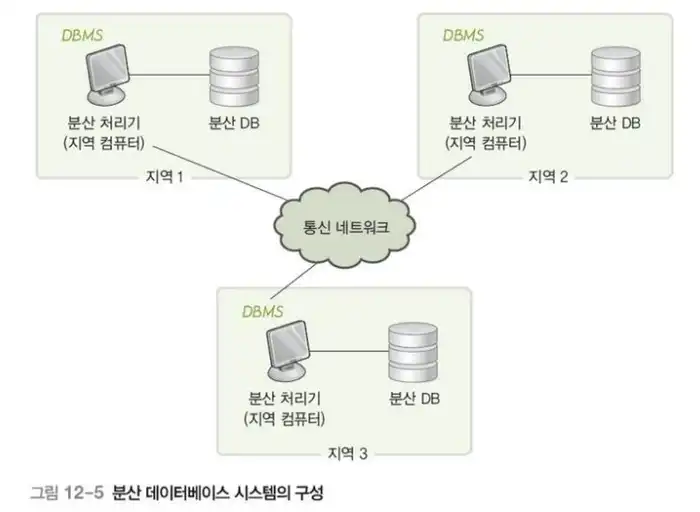 DBMS
분산 처리기
(지역 컴퓨터)
분산 DB
지역 1
DBMS
분산 처리기
(지역 컴퓨터)
분산 DB
지역 2
통신 네트워크
DBMS
분산 처리기
(지역 컴퓨터)
분산 DB
지역 3
그림 12-5 분산 데이터베이스 시스템의 구성